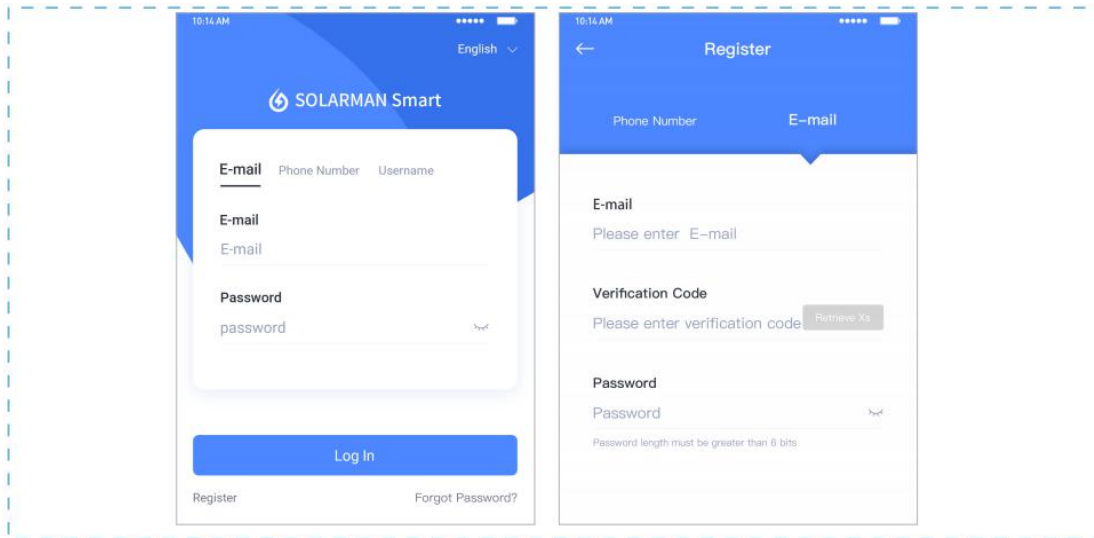 10:14 AM
English
SOLARMAN Smart
E-mail Phone Number Username
E-mail
E-mail
Password
password
Log In
Register Forgot Password?
10:14 AM
Register
Phone Number E-mail
E-mail
Please enter E-mail
Verification Code
Please enter verification code Retrieve Xs
Password
Password
Password length must be greater than 6 bits